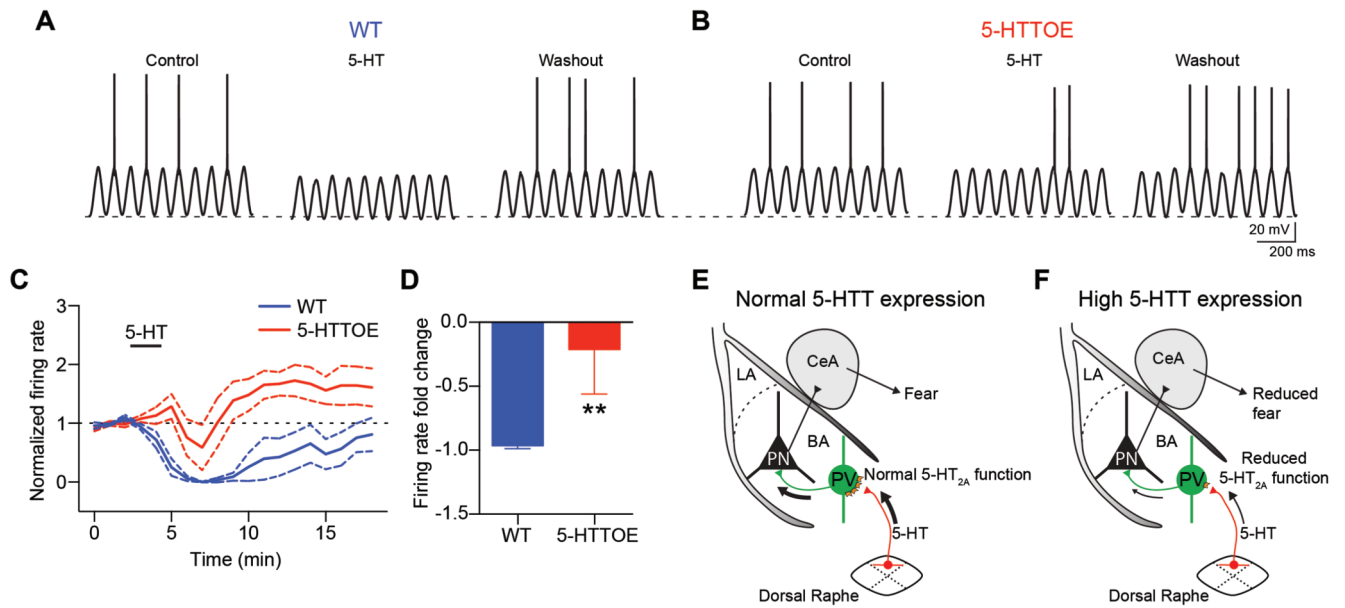 A
WT
Control
5-HT
Washout
B
5-HTTOE
Control
5-HT
Washout
20 mV
200 ms
C
Normalized firing rate
3
2
1
0
5-HT
WT
5-HTTOE
0
5
10
15
Time (min)
D
Firing rate fold change
0.0
-0.5
-1.0
-1.5
**
WT
5-HTTOE
E
Normal 5-HTT expression
CeA
LA
Fear
BA
PN
PV
Normal 5-HT2A function
5-HT
Dorsal Raphe
F
High 5-HTT expression
CeA
LA
Reduced
fear
BA
PN
PV
Reduced
5-HT2A function
5-HT
Dorsal Raphe